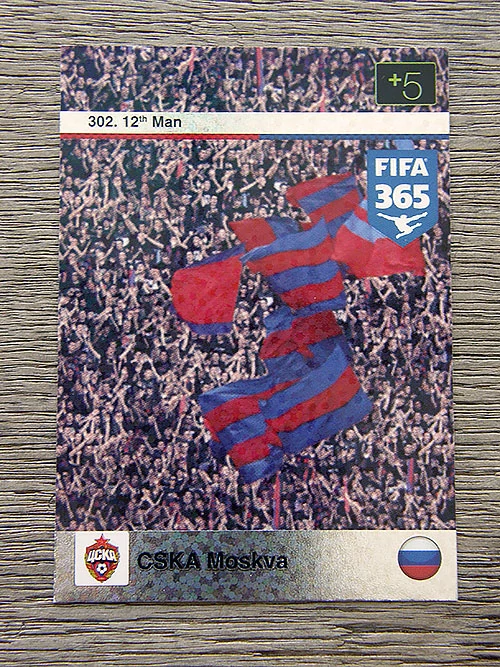 +5
302. 12th Man
FIFA
365
ЦСКА
CSKA Moskva